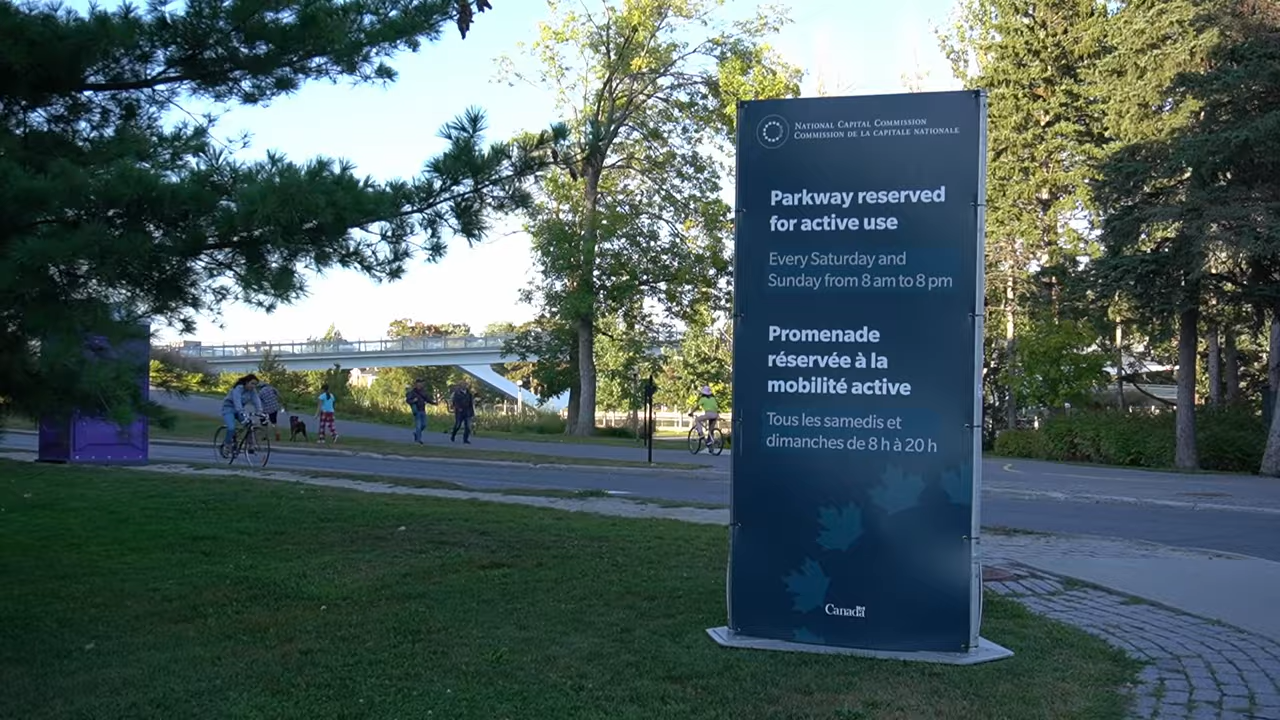 National Capital Commission
Commission de la capitale nationale
Parkway reserved
for active use
Every Saturday and
Sunday from 8 am to 8 pm
Promenade
réservée à la
mobilité active
Tous les samedis et
dimanches de 8 h à 20 h
Canada